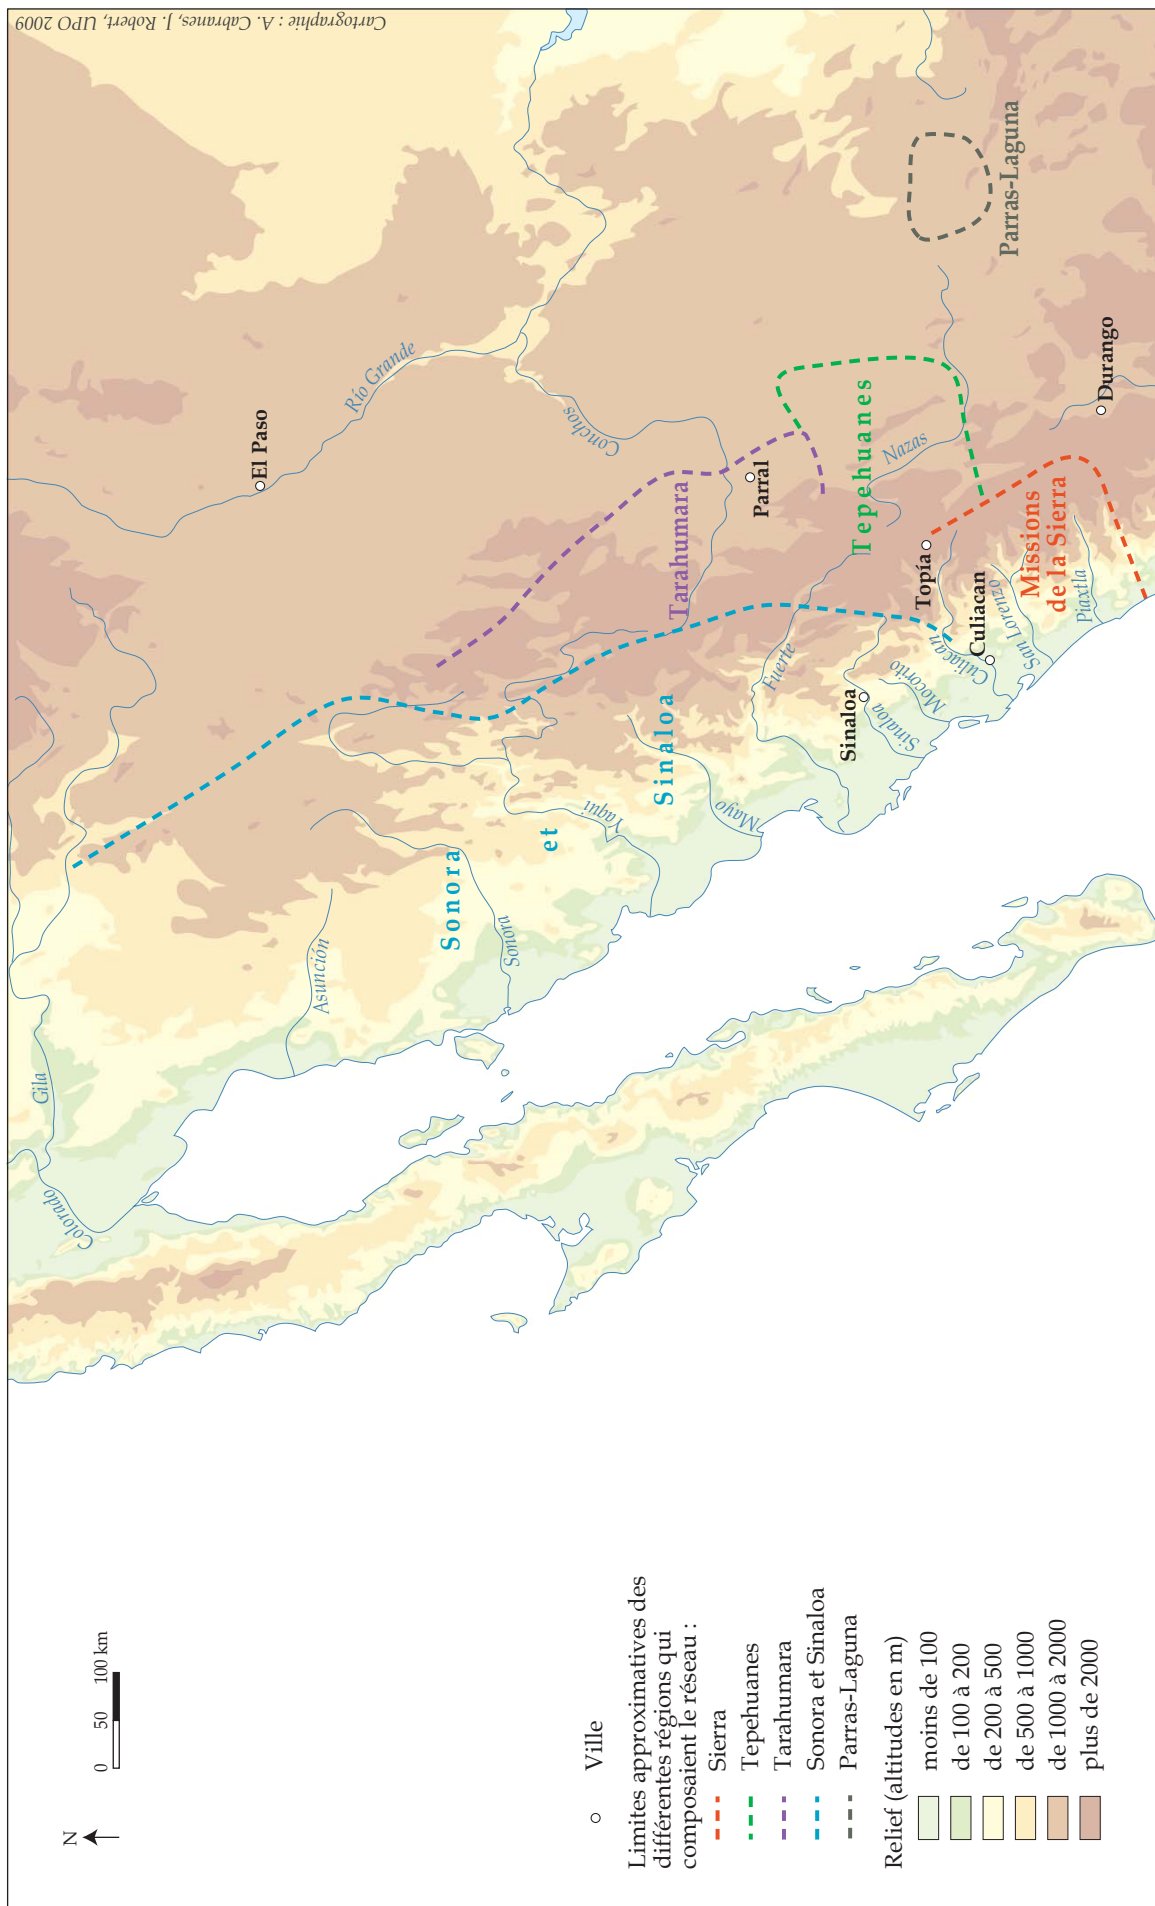 Cartographie : A. Cabranes, J. Robert, UPO 2009
N
0 50 100 km
Ville
Limites approximatives des
différentes régions qui
composaient le réseau :
Sierra
Tepehuanes
Tarahumara
Sonora et Sinaloa
Parras-Laguna
Relief (altitudes en m)
moins de 100
de 100 à 200
de 200 à 500
de 500 à 1000
de 1000 à 2000
plus de 2000
Colorado
Gila
Asunción
Sonora
Sonora
et
Sinaloa
Yaqui
Mayo
Fuerte
Sinaloa
Sinaloa
Mocorito
Culiacan
Culiacan
San Lorenzo
Piaxtla
Topía
Missions
de la Sierra
Tarahumara
Parral
Tepehuanes
Nazas
Durango
Conchos
Río Grande
El Paso
Parras-Laguna